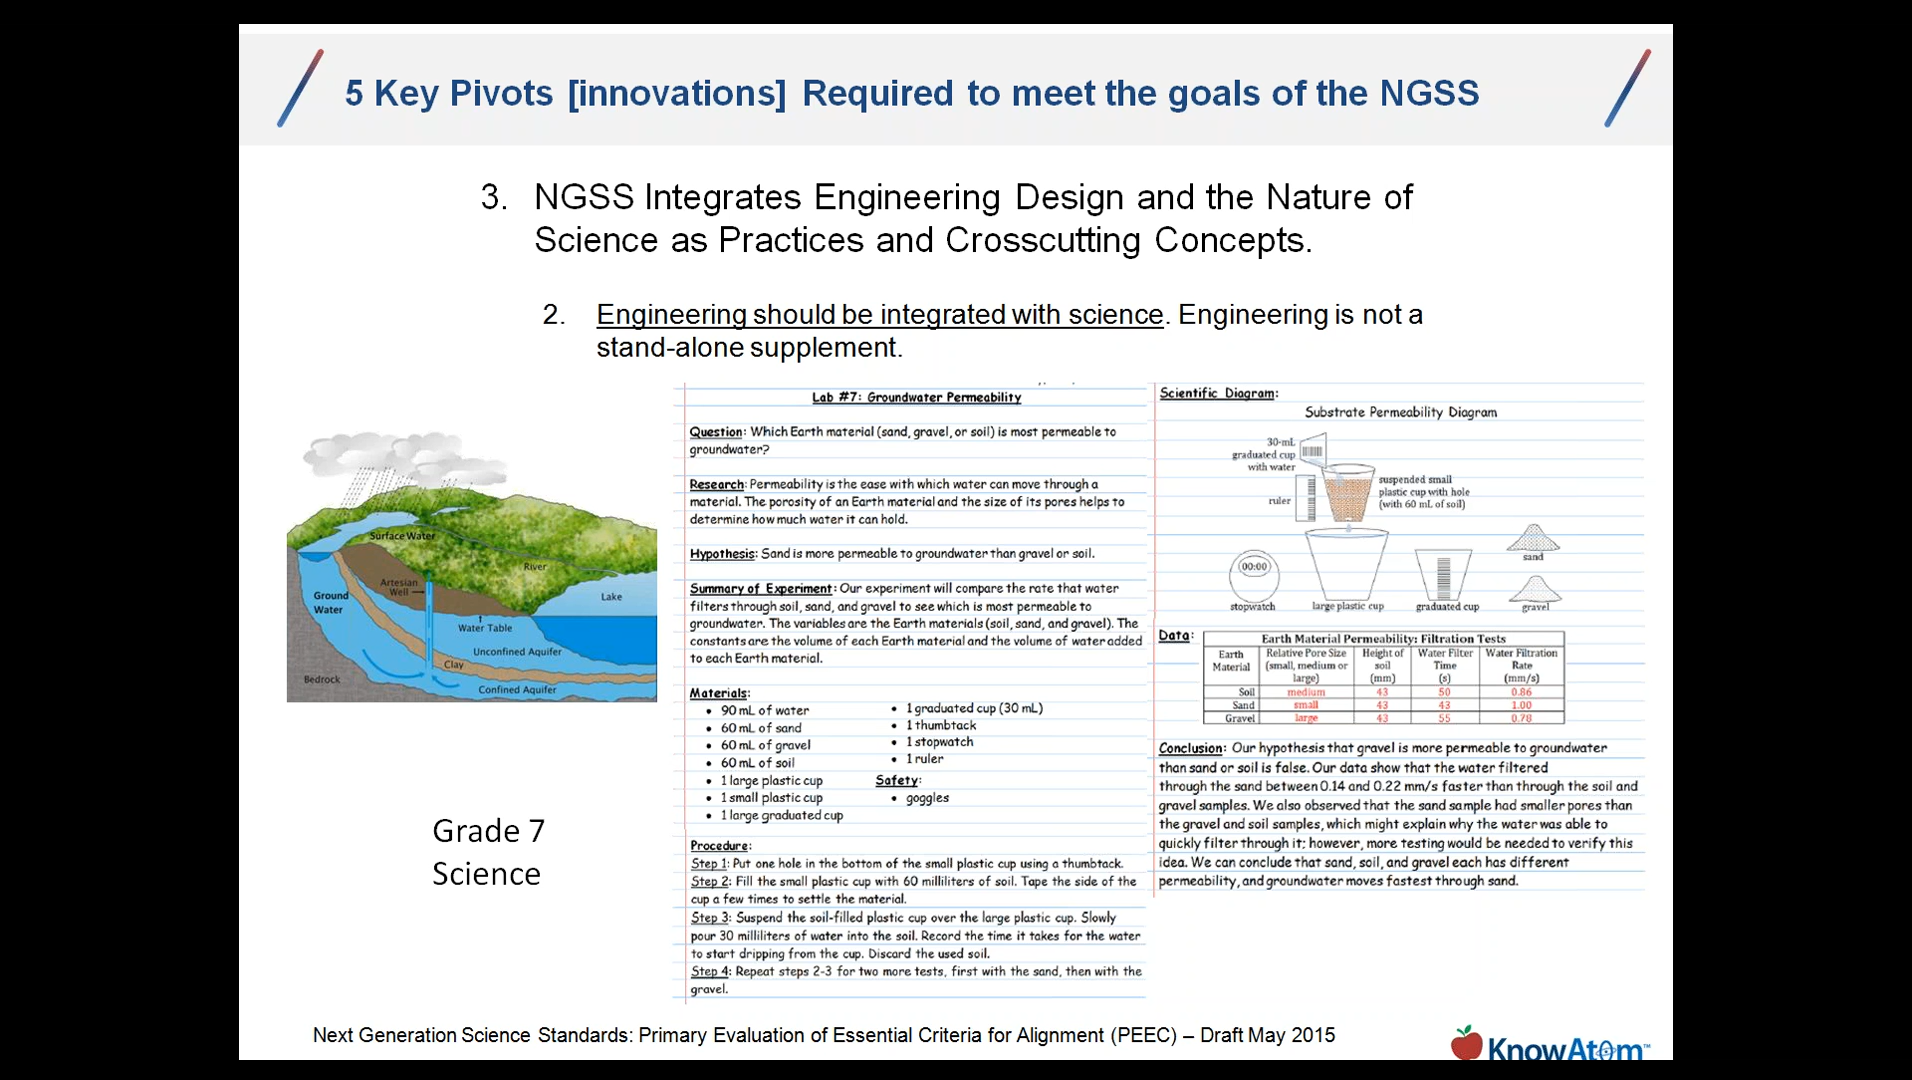 5 Key Pivots [innovations] Required to meet the goals of the NGSS
3. NGSS Integrates Engineering Design and the Nature of
Science as Practices and Crosscutting Concepts.
2. Engineering should be integrated with science. Engineering is not a
stand-alone supplement.
Surface Water
River
Artesian
Well
Lake
Ground
Water
Water Table
Unconfined Aquifer
Clay
Bedrock
Confined Aquifer
Grade 7
Science
Lab #7: Groundwater Permeability
Question: Which Earth material (sand, gravel, or soil) is most permeable to
groundwater?
Research: Permeability is the ease with which water can move through a
material. The porosity of an Earth material and the size of its pores helps to
determine how much water it can hold.
Hypothesis: Sand is more permeable to groundwater than gravel or soil.
Summary of Experiment: Our experiment will compare the rate that water
filters through soil, sand, and gravel to see which is most permeable to
groundwater. The variables are the Earth materials (soil, sand, and gravel). The
constants are the volume of each Earth material and the volume of water added
to each Earth material.
Materials:
• 90 mL of water
• 60 mL of sand
• 60 mL of gravel
• 60 mL of soil
• 1 large plastic cup
• 1 small plastic cup
• 1 large graduated cup
• 1 graduated cup (30 mL)
• 1 thumbtack
• 1 stopwatch
• 1 ruler
Safety:
• goggles
Procedure:
Step 1: Put one hole in the bottom of the small plastic cup using a thumbtack.
Step 2: Fill the small plastic cup with 60 milliliters of soil. Tape the side of the
cup a few times to settle the material.
Step 3: Suspend the soil-filled plastic cup over the large plastic cup. Slowly
pour 30 milliliters of water into the soil. Record the time it takes for the water
to start dripping from the cup. Discard the used soil.
Step 4: Repeat steps 2-3 for two more tests, first with the sand, then with the
gravel.
Scientific Diagram:
Substrate Permeability Diagram
30-mL
graduated cup
with water
ruler
suspended small
plastic cup with hole
(with 60 mL of soil)
sand
00:00
stopwatch
large plastic cup
graduated cup
gravel
Data:
Earth Material Permeability: Filtration Tests
Earth Material Relative Pore Size (small, medium or large) Height of soil (mm) Water Filter Time (s) Water Filtration Rate (mm/s)
Soil medium 43 50 0.86
Sand small 43 43 1.00
Gravel large 43 55 0.78
Conclusion: Our hypothesis that gravel is more permeable to groundwater
than sand or soil is false. Our data show that the water filtered
through the sand between 0.14 and 0.22 mm/s faster than through the soil and
gravel samples. We also observed that the sand sample had smaller pores than
the gravel and soil samples, which might explain why the water was able to
quickly filter through it; however, more testing would be needed to verify this
idea. We can conclude that sand, soil, and gravel each has different
permeability, and groundwater moves fastest through sand.
Next Generation Science Standards: Primary Evaluation of Essential Criteria for Alignment (PEEC) – Draft May 2015
KnowAtom™